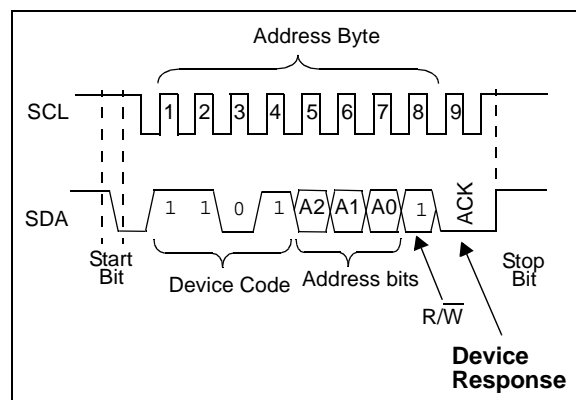 Address Byte
SCL 1 2 3 4 5 6 7 8 9
SDA 1 1 0 1 A2 A1 A0 1 ACK
Start Bit
Device Code
Address bits
Stop Bit
R/W̅
Device Response